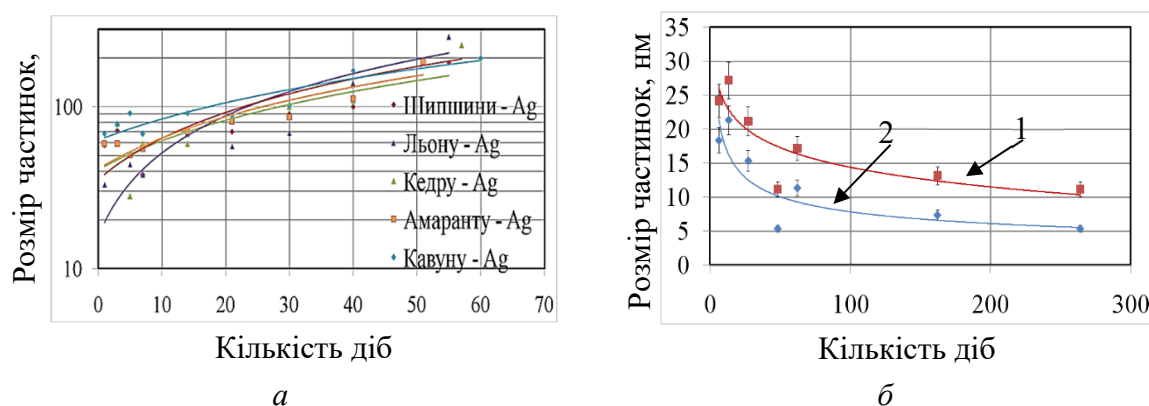 Розмір частинок,
100
10
0
10
20
30
40
50
60
70
Шипшини - Ag
Льону - Ag
Кедру - Ag
Амаранту - Ag
Кавуну - Ag
Кількість діб
а
Розмір частинок, нм
40
35
30
25
20
15
10
5
0
0
100
200
300
2
1
Кількість діб
б